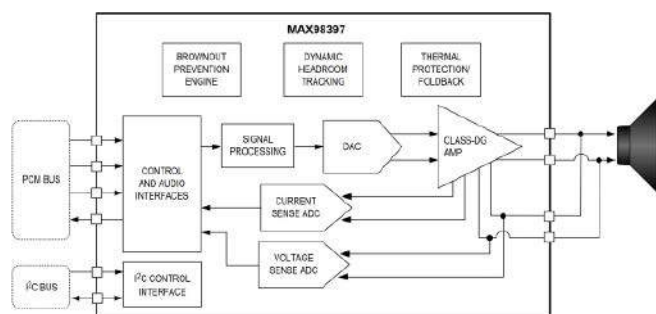 MAX98397
BROWNOUT
PREVENTION
ENGINE
DYNAMIC
HEADROOM
TRACKING
THERMAL
PROTECTION/
FOLDBACK
PCM BUS
CONTROL
AND AUDIO
INTERFACES
SIGNAL
PROCESSING
DAC
CLASS-DG
AMP
CURRENT
SENSE ADC
VOLTAGE
SENSE ADC
I²C BUS
I²C CONTROL
INTERFACE